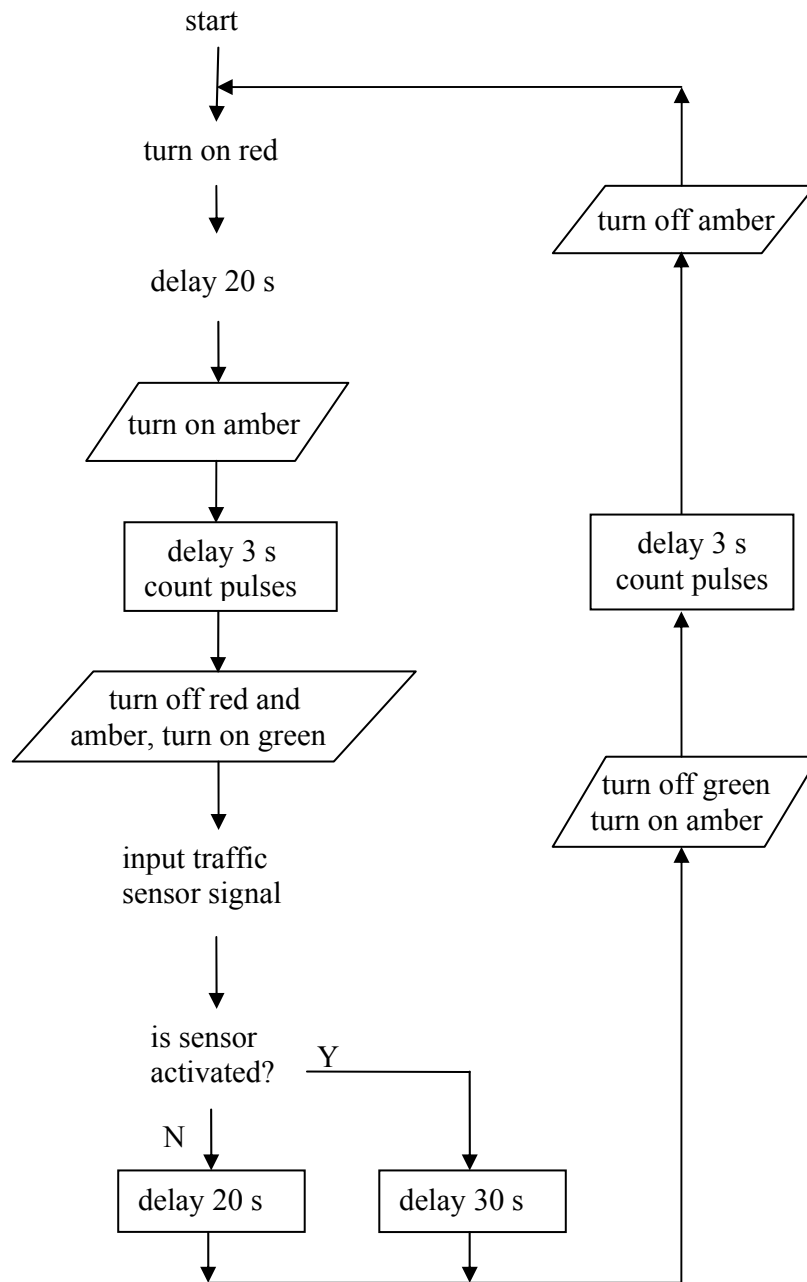 start
turn on red
delay 20 s
turn on amber
delay 3 s
count pulses
turn off red and
amber, turn on green
input traffic
sensor signal
is sensor
activated?
Y
N
delay 20 s
delay 30 s
turn off green
turn on amber
delay 3 s
count pulses
turn off amber